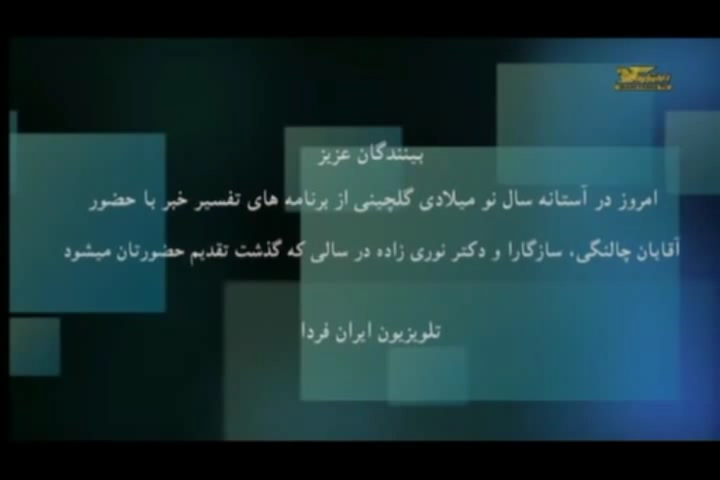 بینندگان عزیز
امروز در آستانه سال نو میلادی گلچینی از برنامه های تفسیر خبر با حضور
آقایان چالنگی، سازگارا و دکتر نوری زاده در سالی که گذشت تقدیم حضورتان میشود
تلویزیون ایران فردا